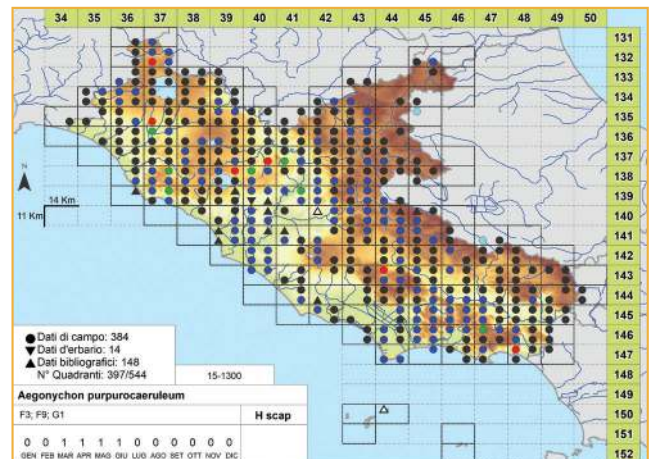 34 35 36 37 38 39 40 41 42 43 44 45 46 47 48 49 50
131
132
133
134
135
136
137
138
139
140
141
142
143
144
145
146
147
148
149
150
151
152
N
14 Km
11 Km
Dati di campo: 384
Dati d'erbario: 14
Dati bibliografici: 148
N° Quadranti: 397/544
15-1300
Aegonychon purpurocaeruleum
F3; F9; G1
H scap
0 0 1 1 1 1 0 0 0 0 0 0
GEN FEB MAR APR MAG GIU LUG AGO SET OTT NOV DIC